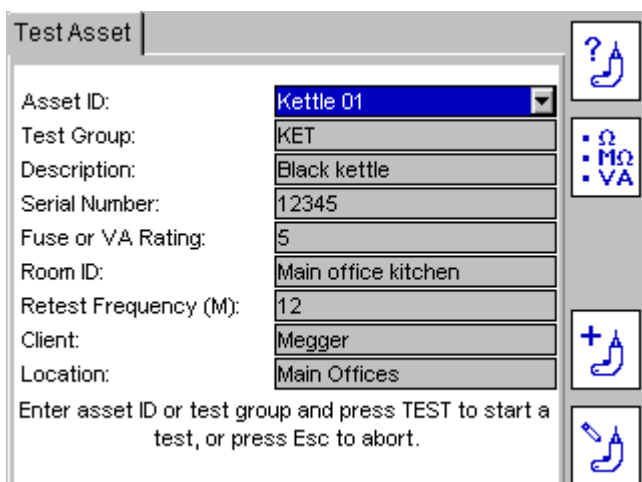 Test Asset
Asset ID: Kettle 01
Test Group: KET
Description: Black kettle
Serial Number: 12345
Fuse or VA Rating: 5
Room ID: Main office kitchen
Retest Frequency (M): 12
Client: Megger
Location: Main Offices
Enter asset ID or test group and press TEST to start a
test, or press Esc to abort.
?
Ω
MΩ
VA
+